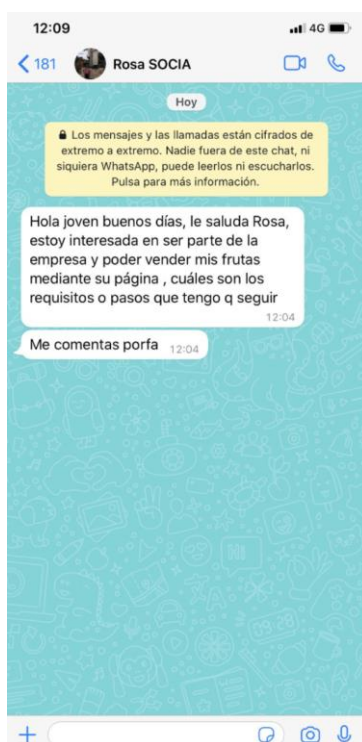 12:09
4G
181
Rosa SOCIA
Hoy
Los mensajes y las llamadas están cifrados de
extremo a extremo. Nadie fuera de este chat, ni
siquiera WhatsApp, puede leerlos ni escucharlos.
Pulsa para más información.
Hola joven buenos días, le saluda Rosa,
estoy interesada en ser parte de la
empresa y poder vender mis frutas
mediante su página , cuáles son los
requisitos o pasos que tengo q seguir
12:04
Me comentas porfa 12:04